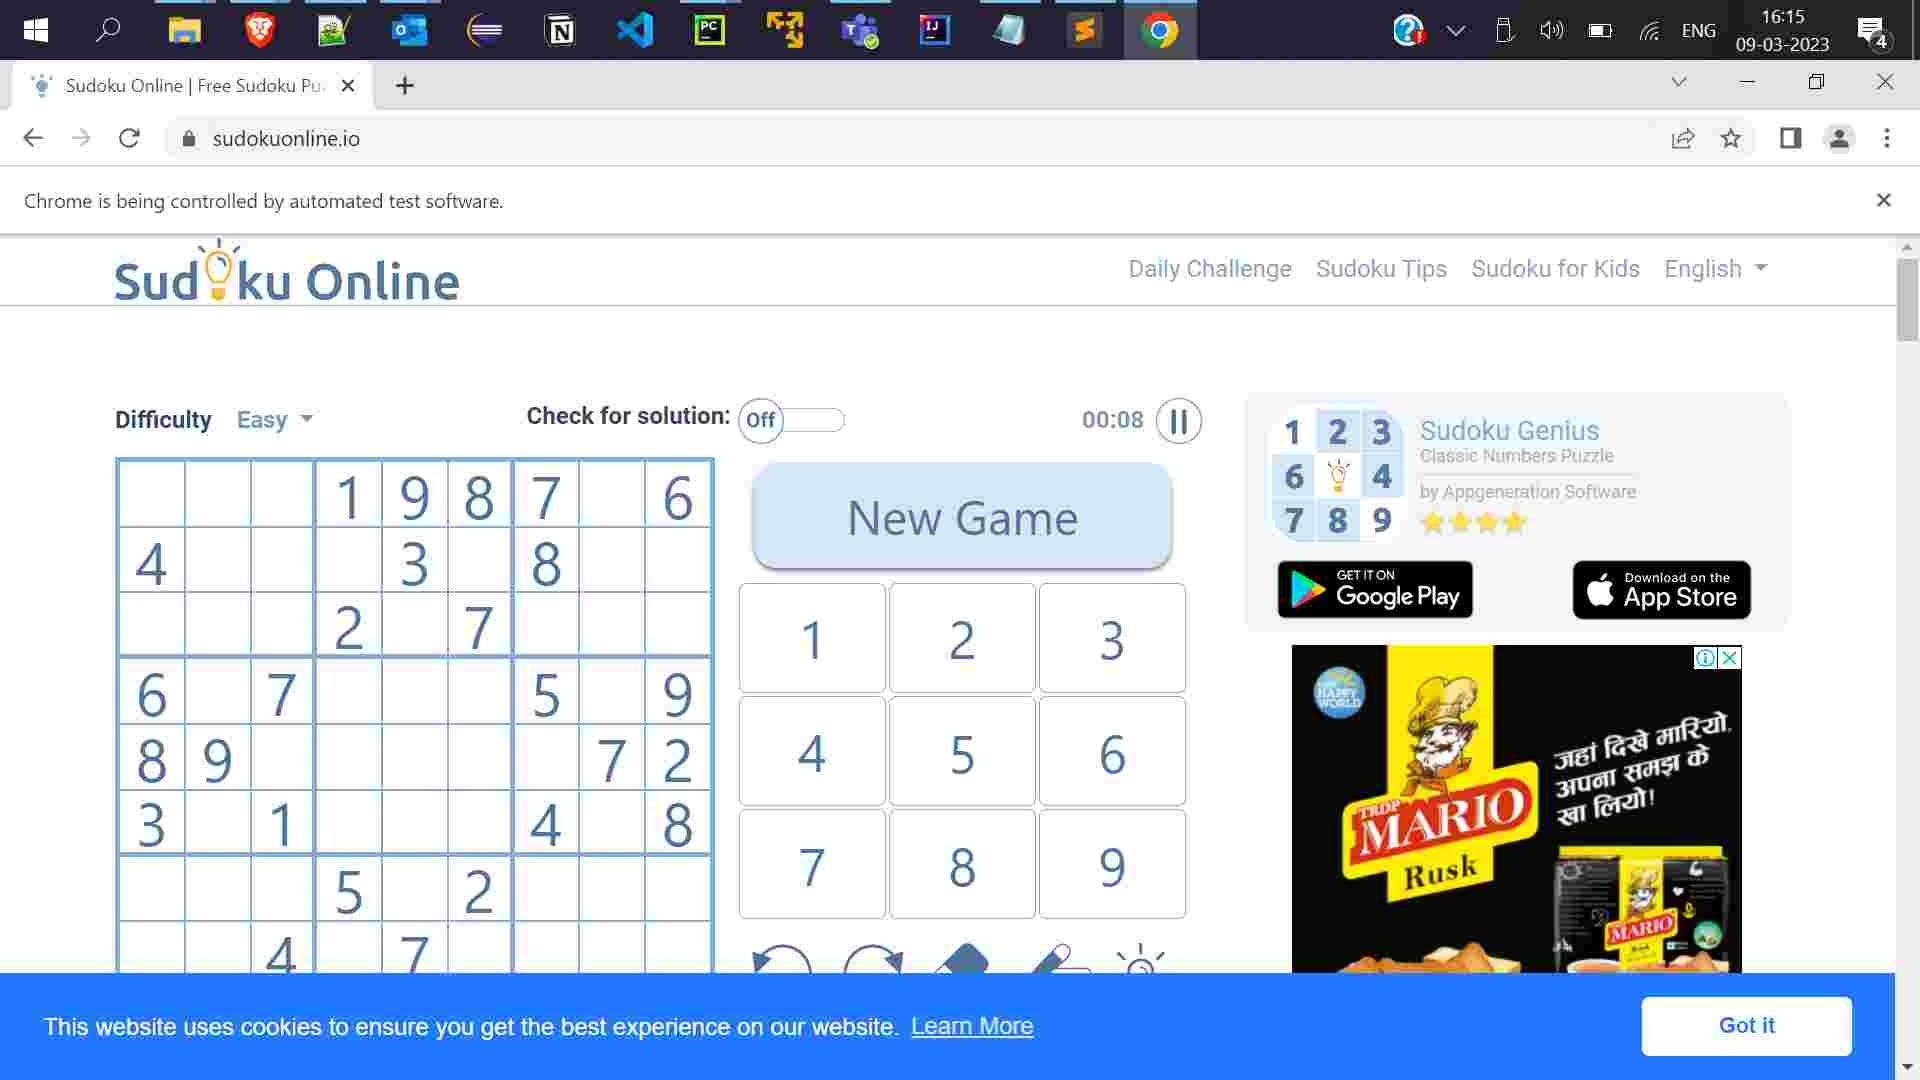 16:15
ENG
09-03-2023
4
Sudoku Online | Free Sudoku Pu
sudokuonline.io
Chrome is being controlled by automated test software.
Sudoku Online
Daily Challenge Sudoku Tips Sudoku for Kids English
Difficulty Easy
Check for solution: Off
00:08
1 9 8 7 6
4 3 8
2 7
6 7 5 9
8 9 7 2
3 1 4 8
5 2
4 7
New Game
1 2 3
4 5 6
7 8 9
1 2 3
6 4
7 8 9
Sudoku Genius
Classic Numbers Puzzle
by Appgeneration Software
GET IT ON
Google Play
Download on the
App Store
HAPPY
WORLD
जहां दिखे मारियो,
अपना समझ के
खा लियो!
TRDP
MARIO
Rusk
MARIO
Rusk
This website uses cookies to ensure you get the best experience on our website. Learn More
Got it